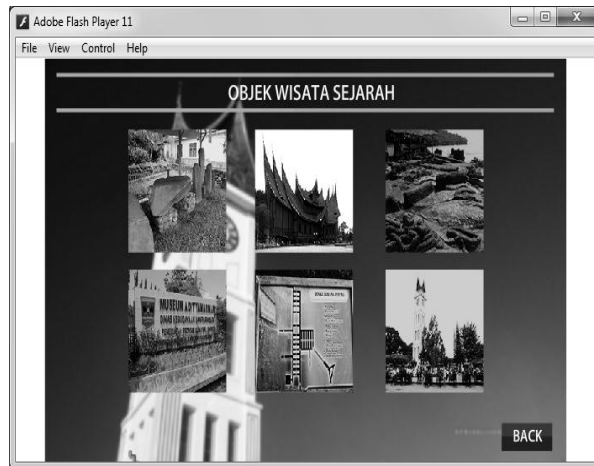 Adobe Flash Player 11
File View Control Help
OBJEK WISATA SEJARAH
MUSEUM ADITYAWARMAN
BACK